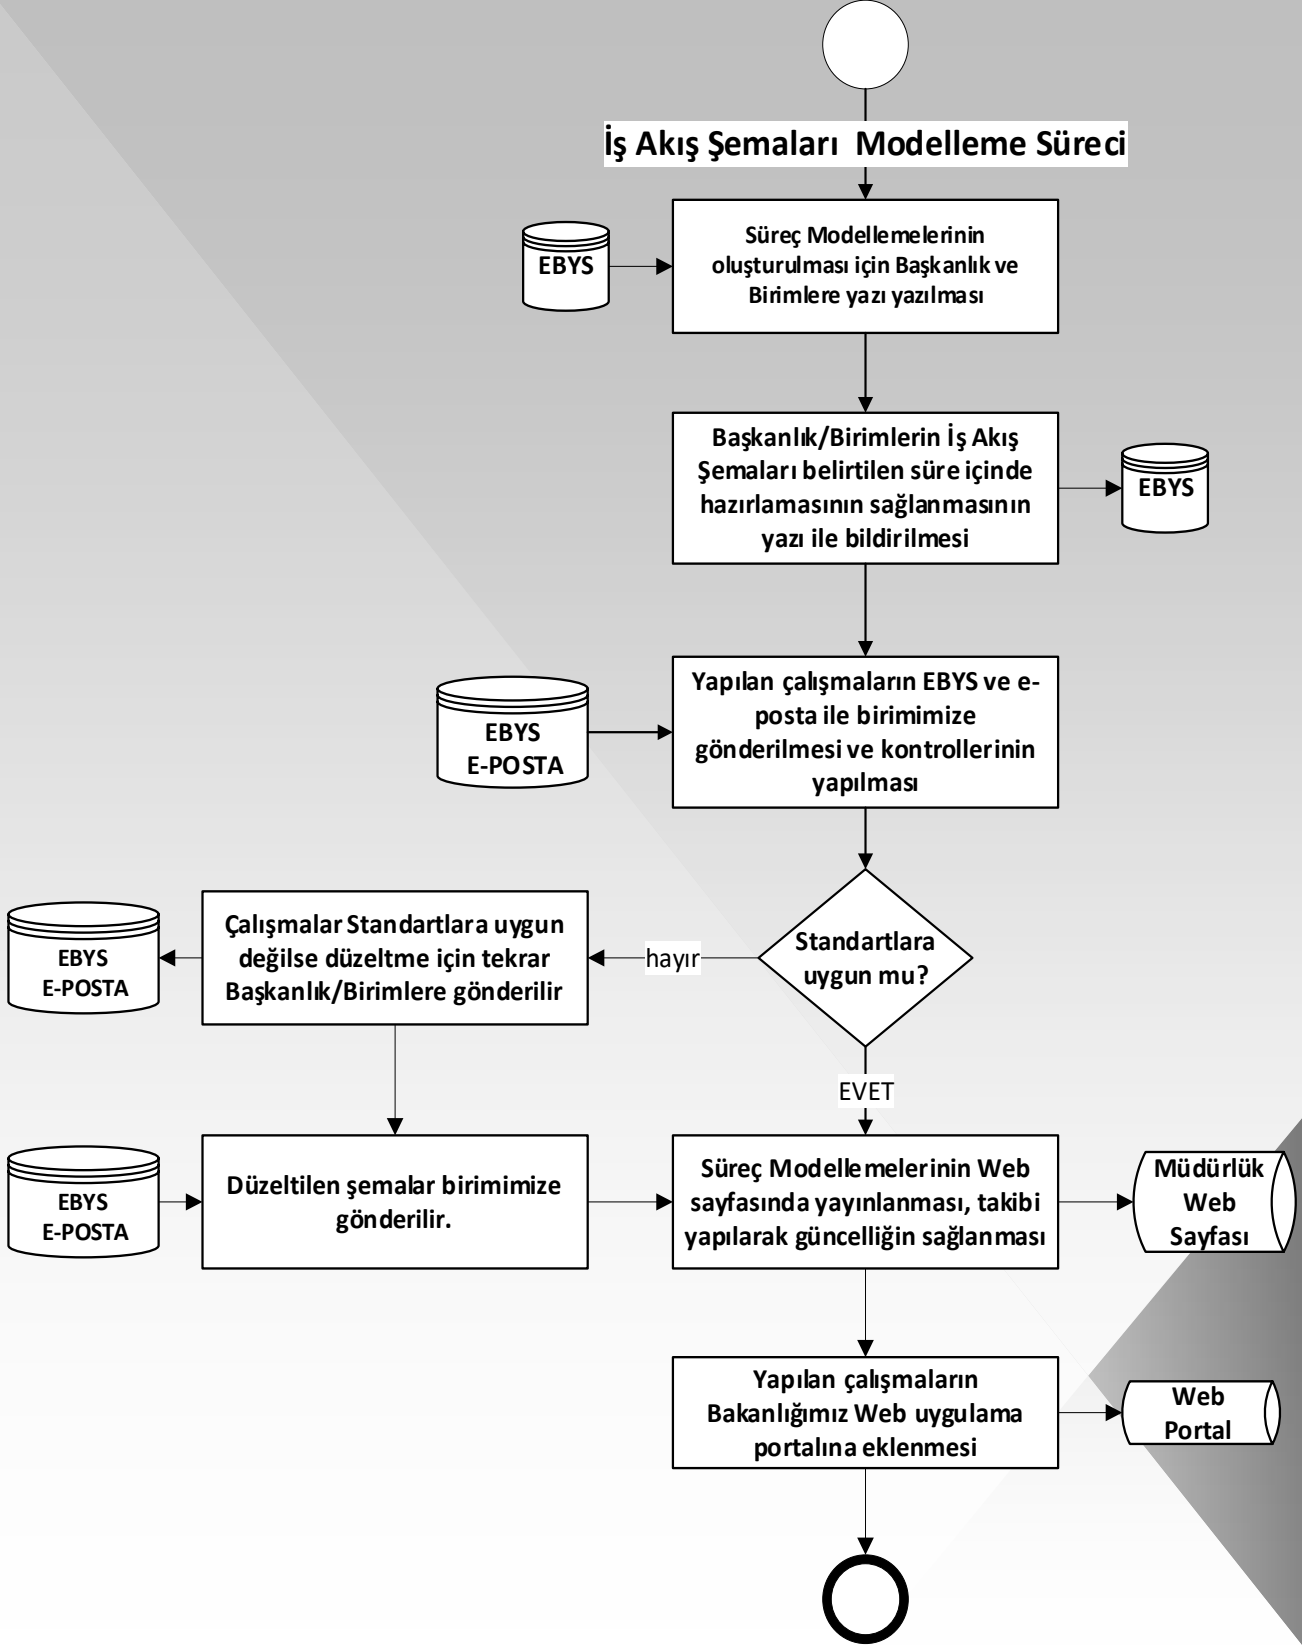 İş Akış Şemaları Modelleme Süreci
EBYS
Süreç Modellemelerinin
oluşturulması için Başkanlık ve
Birimlere yazı yazılması
Başkanlık/Birimlerin İş Akış
Şemaları belirtilen süre içinde
hazırlamasının sağlanmasının
yazı ile bildirilmesi
EBYS
EBYS
E-POSTA
Yapılan çalışmaların EBYS ve e-
posta ile birimimize
gönderilmesi ve kontrollerinin
yapılması
EBYS
E-POSTA
Çalışmalar Standartlara uygun
değilse düzeltme için tekrar
Başkanlık/Birimlere gönderilir
hayır
Standartlara
uygun mu?
EVET
EBYS
E-POSTA
Düzeltilen şemalar birimimize
gönderilir.
Süreç Modellemelerinin Web
sayfasında yayınlanması, takibi
yapılarak güncelliğin sağlanması
Müdürlük
Web
Sayfası
Yapılan çalışmaların
Bakanlığımız Web uygulama
portalına eklenmesi
Web
Portal